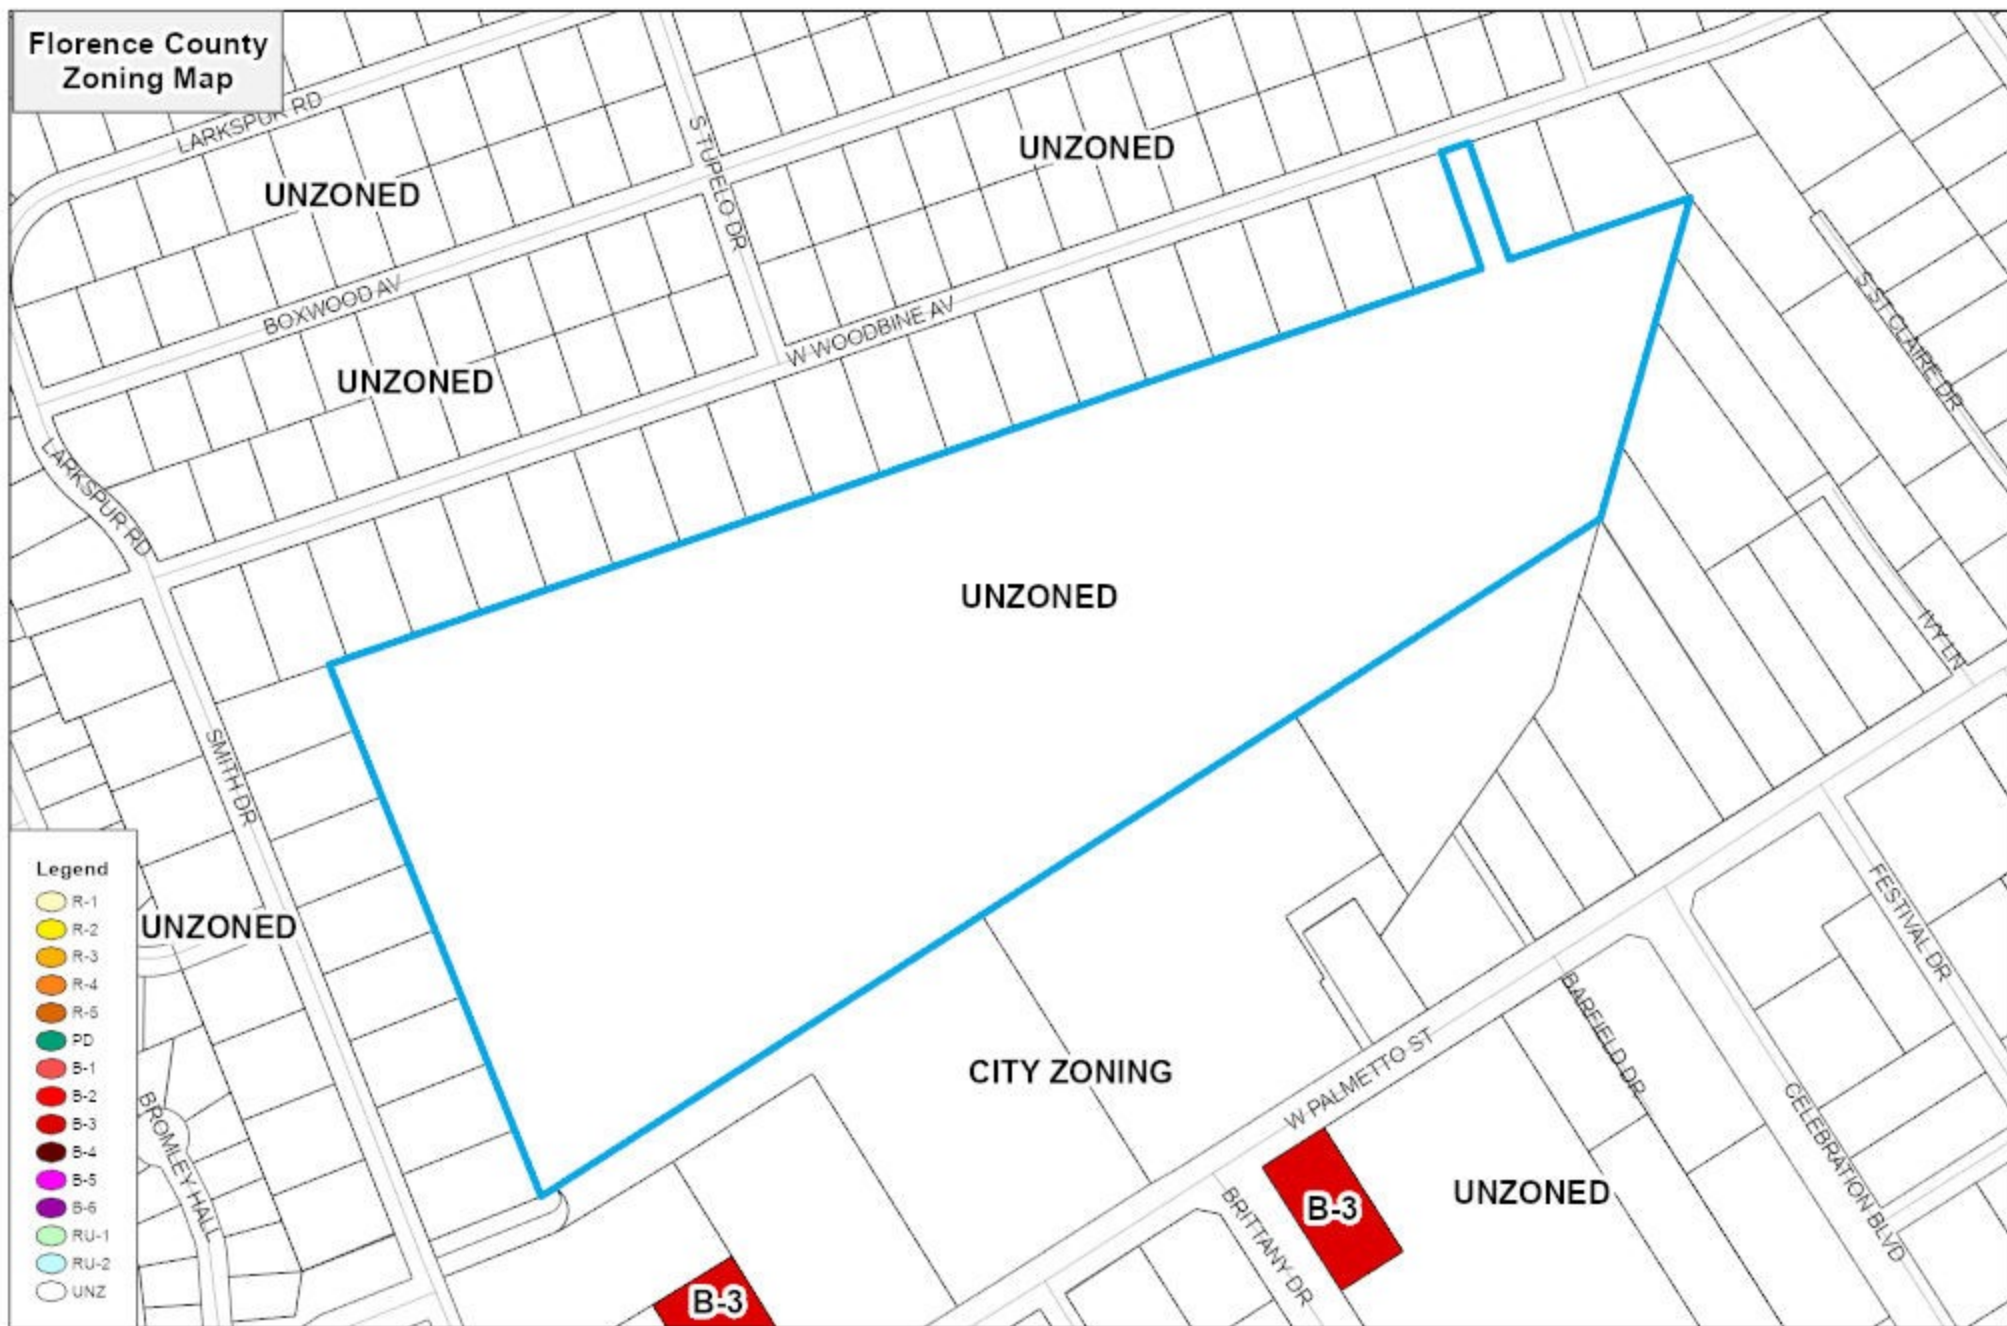 Florence County
Zoning Map
LARKSPUR RD
S TUPELO DR
UNZONED
UNZONED
BOXWOOD AV
W WOODBINE AV
S ST CLAIRE DR
UNZONED
LARKSPUR RD
UNZONED
IVY LN
SMITH DR
Legend
R-1
R-2
R-3
R-4
R-5
PD
B-1
B-2
B-3
B-4
B-5
B-6
RU-1
RU-2
UNZ
UNZONED
FESTIVAL DR
BARFIELD DR
CITY ZONING
W PALMETTO ST
CELEBRATION BLVD
BROMLEY HALL
BRITTANY DR
B-3
UNZONED
B-3